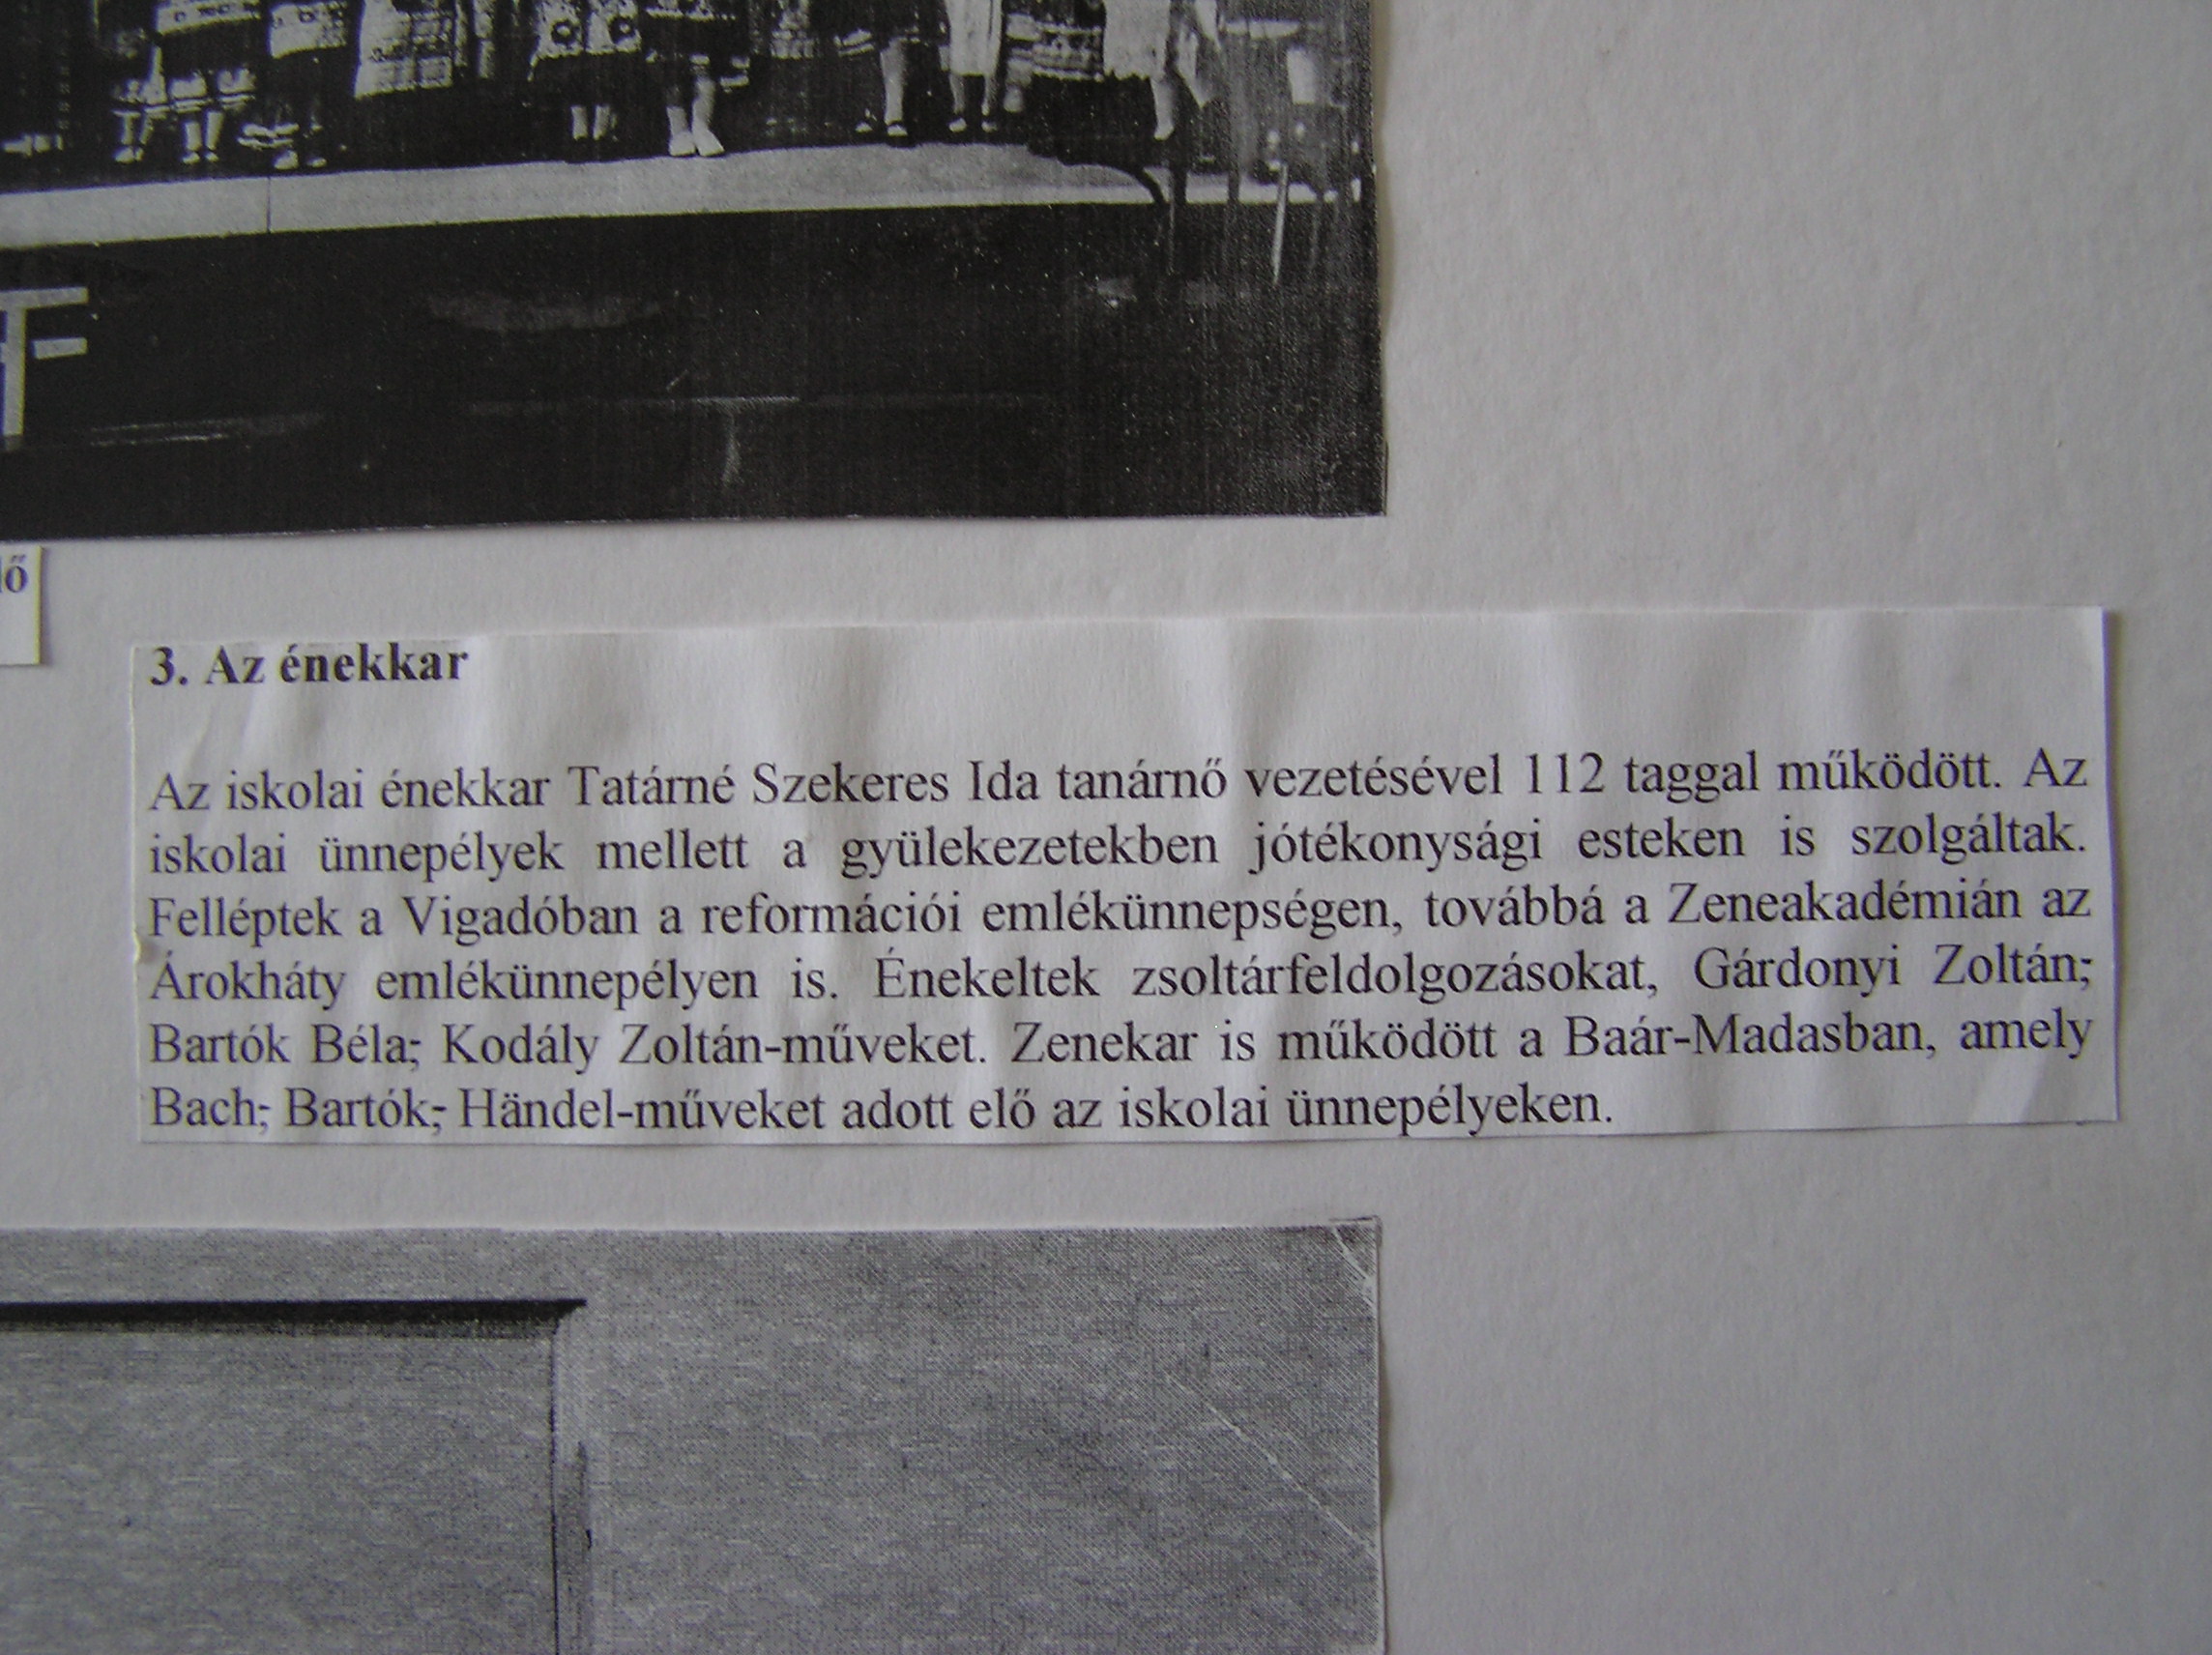 lő
3. Az énekkar
Az iskolai énekkar Tatárné Szekeres Ida tanárnő vezetésével 112 taggal működött. Az
iskolai ünnepélyek mellett a gyülekezetekben jótékonysági esteken is szolgáltak.
Felléptek a Vigadóban a reformációi emlékünnepségen, továbbá a Zeneakadémián az
Árokháty emlékünnepélyen is. Énekeltek zsoltárfeldolgozásokat, Gárdonyi Zoltán;
Bartók Béla; Kodály Zoltán-műveket. Zenekar is működött a Baár-Madasban, amely
Bach; Bartók; Händel-műveket adott elő az iskolai ünnepélyeken.